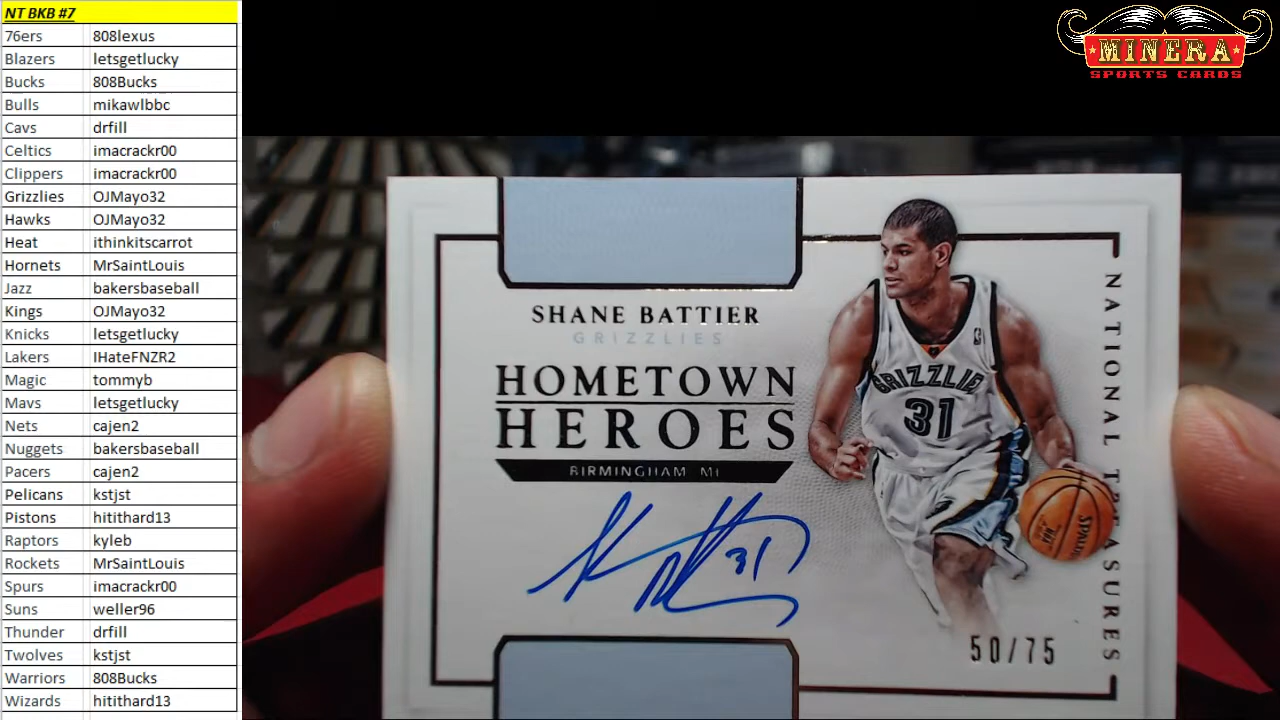 NT BKB #7
76ers 808lexus
Blazers letsgetlucky
Bucks 808Bucks
Bulls mikawlbbc
Cavs drfill
Celtics imacrackr00
Clippers imacrackr00
Grizzlies OJMayo32
Hawks OJMayo32
Heat ithinkitscarrot
Hornets MrSaintLouis
Jazz bakersbaseball
Kings OJMayo32
Knicks letsgetlucky
Lakers IHateFNZR2
Magic tommyb
Mavs letsgetlucky
Nets cajen2
Nuggets bakersbaseball
Pacers cajen2
Pelicans kstjst
Pistons hitithard13
Raptors kyleb
Rockets MrSaintLouis
Spurs imacrackr00
Suns weller96
Thunder drfill
Twolves kstjst
Warriors 808Bucks
Wizards hitithard13
MINERA
SPORTS CARDS
SHANE BATTIER
GRIZZLIES
HOMETOWN
HEROES
BIRMINGHAM MI
31
GRIZZLIE
31
SPALDING
50/75
NATIONAL TREASURES